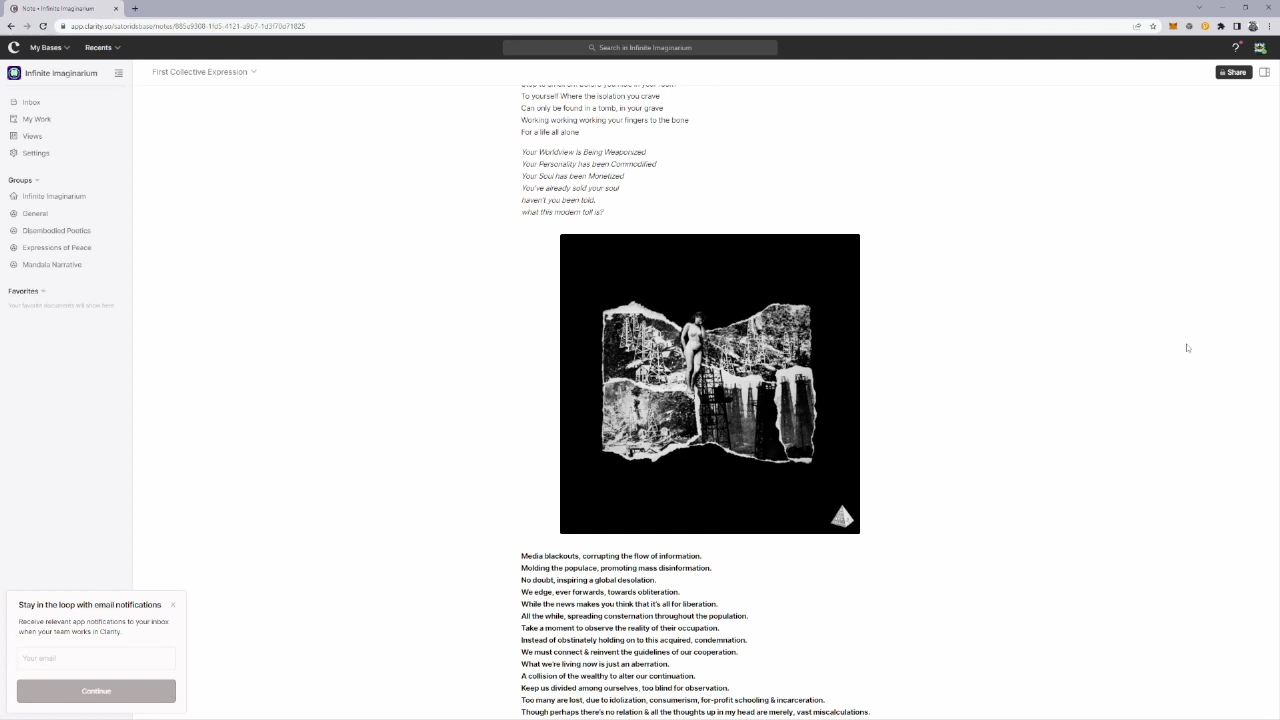 Note • Infinite Imaginarium
app.clarity.so/satoridsbase/notes/885e9308-1fd5-4121-a9b7-1d3f70d71825
My Bases
Recents
Search in Infinite Imaginarium
Infinite Imaginarium
First Collective Expression
Share
Inbox
My Work
Views
Settings
Groups
Infinite Imaginarium
General
Disembodied Poetics
Expressions of Peace
Mandala Narrative
Favorites
Your favorite documents will show here
To yourself Where the isolation you crave
Can only be found in a tomb, in your grave
Working working working your fingers to the bone
For a life all alone
Your Worldview Is Being Weaponized
Your Personality has been Commodified
Your Soul has been Monetized
You've already sold your soul
haven't you been told,
what this modern toll is?
Media blackouts, corrupting the flow of information.
Molding the populace, promoting mass disinformation.
No doubt, inspiring a global desolation.
We edge, ever forwards, towards obliteration.
While the news makes you think that it's all for liberation.
All the while, spreading consternation throughout the population.
Take a moment to observe the reality of their occupation.
Instead of obstinately holding on to this acquired, condemnation.
We must connect & reinvent the guidelines of our cooperation.
What we're living now is just an aberration.
A collision of the wealthy to alter our continuation.
Keep us divided among ourselves, too blind for observation.
Too many are lost, due to idolization, consumerism, for-profit schooling & incarceration.
Though perhaps there's no relation & all the thoughts up in my head are merely, vast miscalculations.
Stay in the loop with email notifications
Receive relevant app notifications to your inbox
when your team works in Clarity.
Your email
Continue